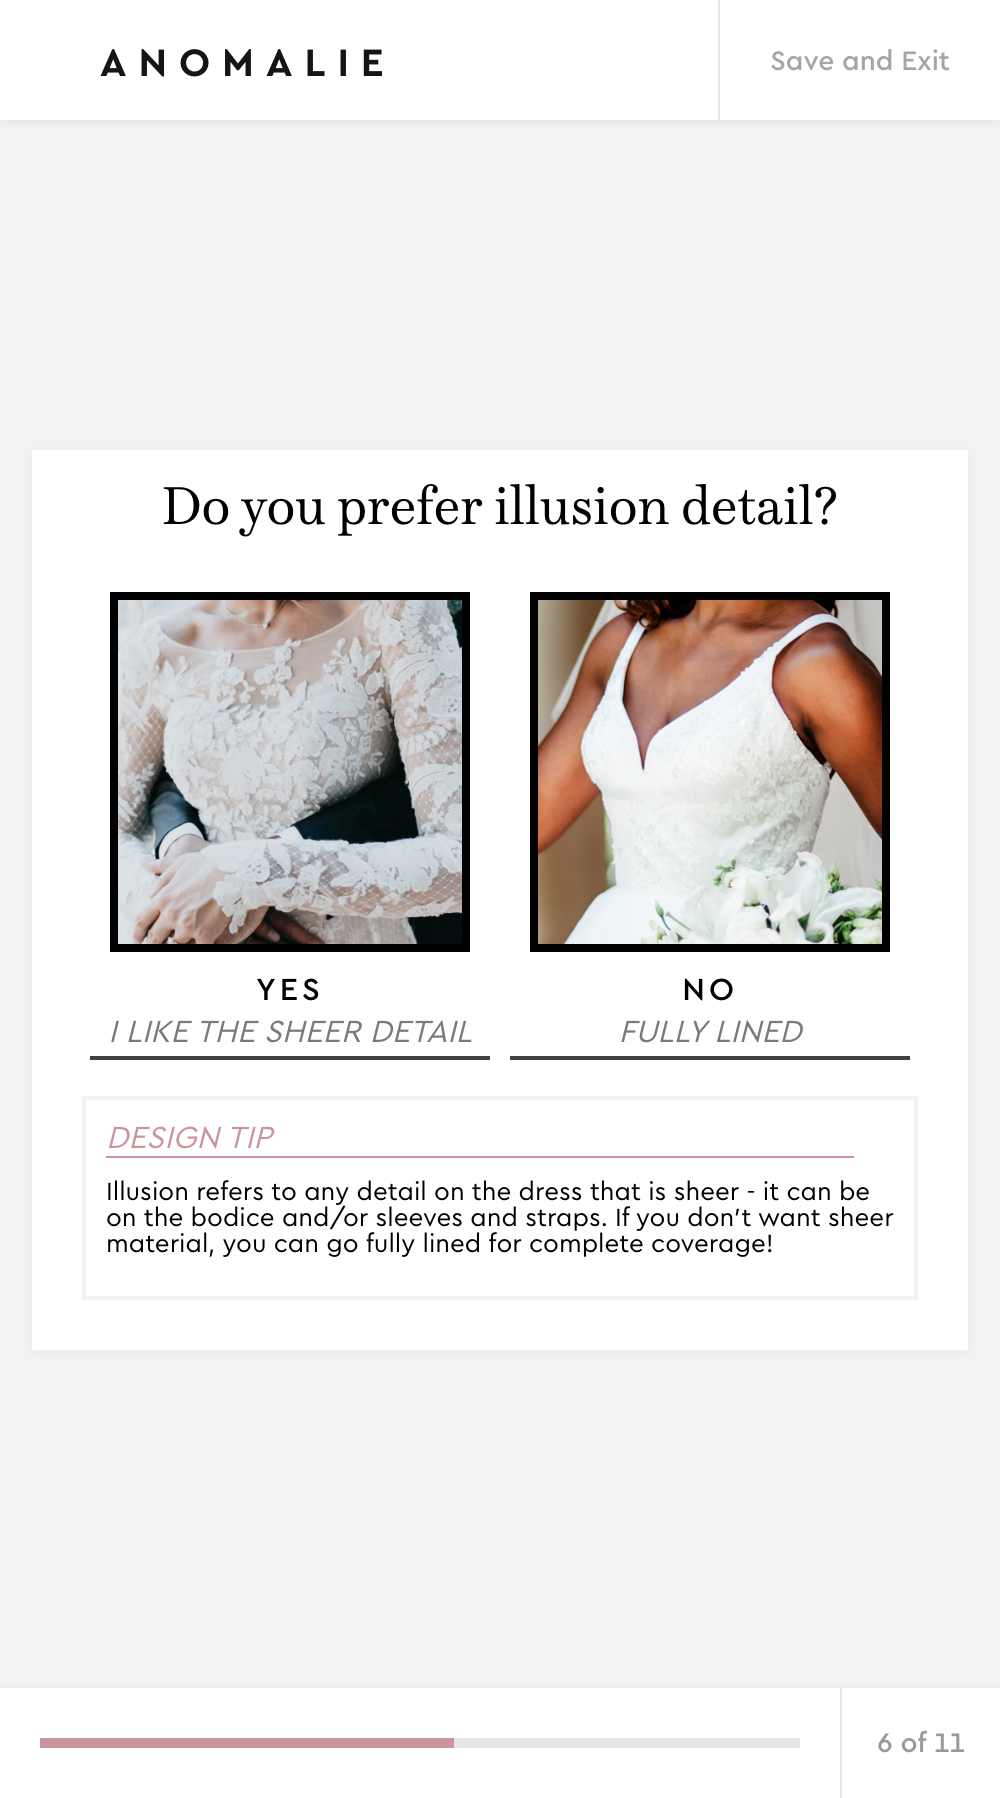 ANOMALIE
Save and Exit
Do you prefer illusion detail?
YES
I LIKE THE SHEER DETAIL
NO
FULLY LINED
DESIGN TIP
Illusion refers to any detail on the dress that is sheer - it can be
on the bodice and/or sleeves and straps. If you don't want sheer
material, you can go fully lined for complete coverage!
6 of 11